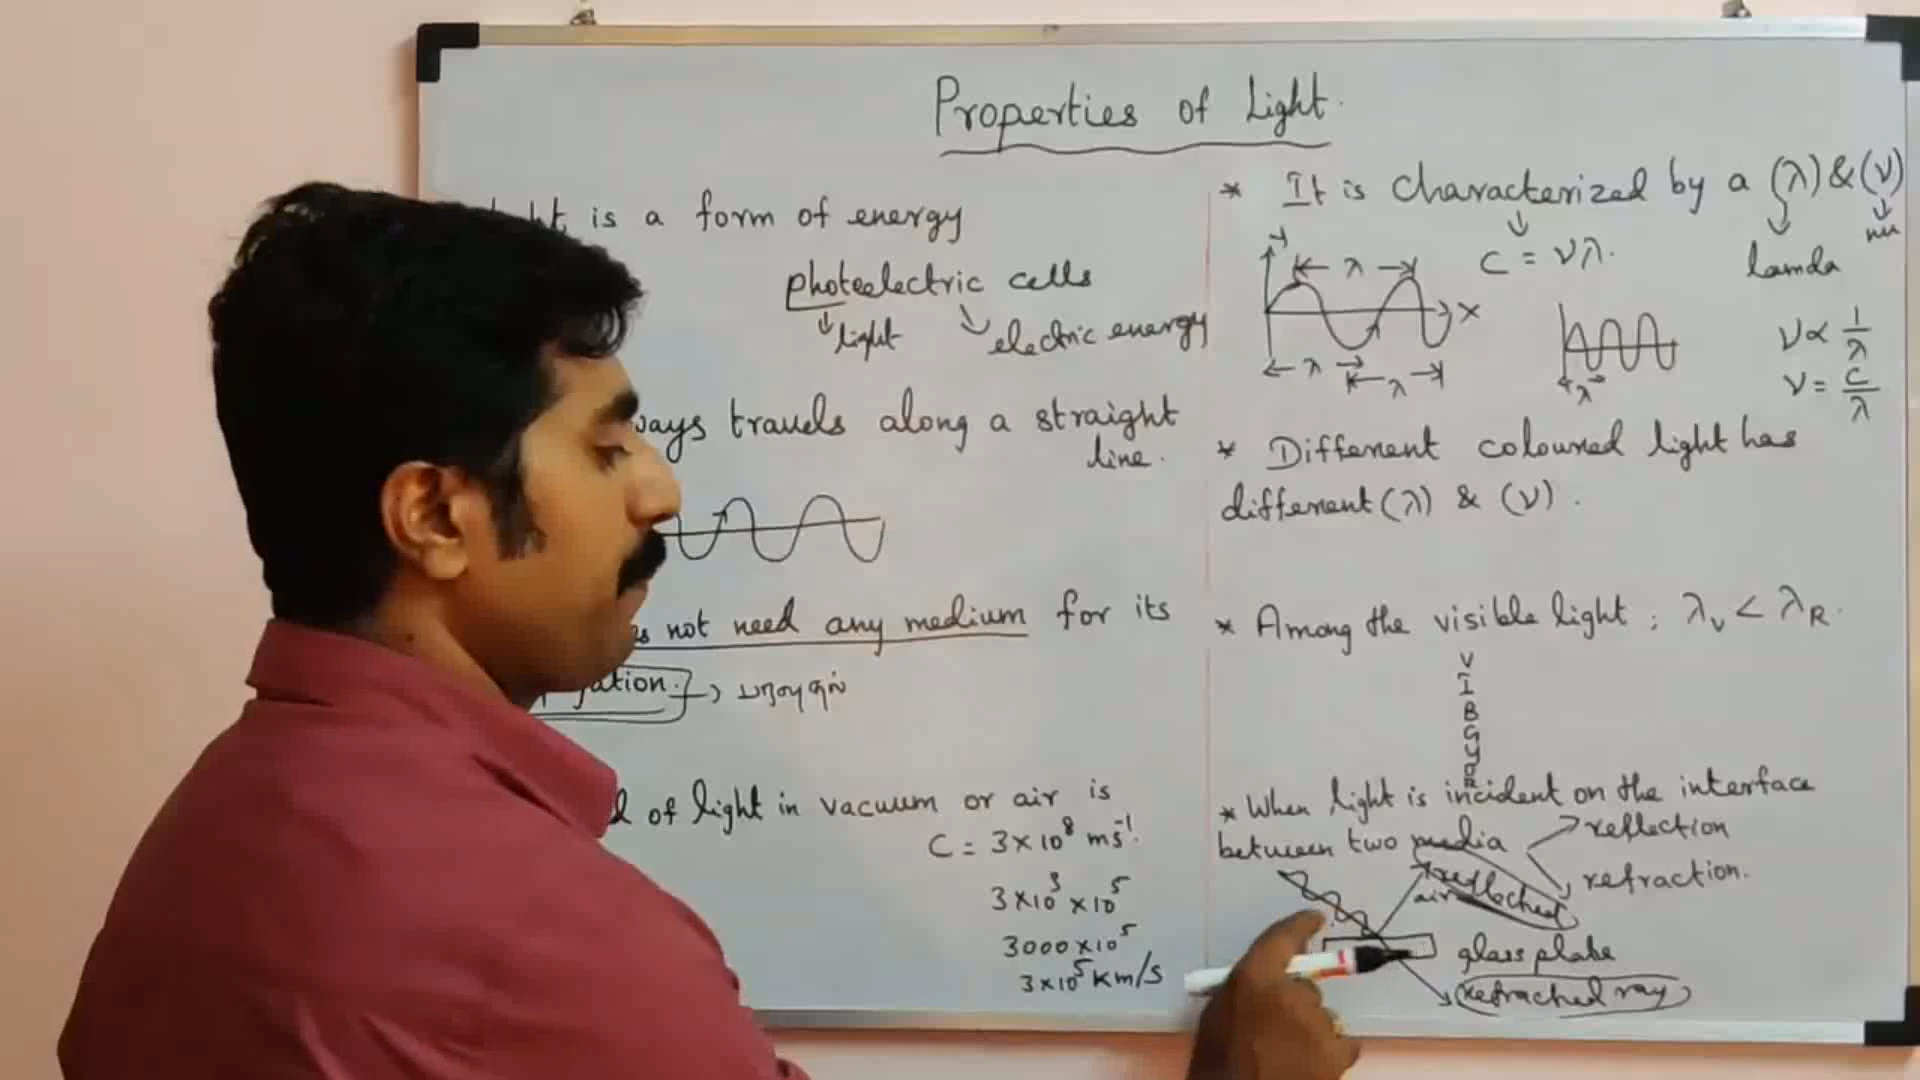 Properties of Light.
is a form of energy
photoelectric cells
light
electric energy
travels along a straight
line.
not need any medium for its
பரவுதல்
of light in vacuum or air is
C = 3×10⁸ ms⁻¹.
3×10³×10⁵
3000×10⁵
3×10⁵ Km/s
* It is characterized by a (λ) & (ν)
nu
C = νλ.
lamda
Y
λ
X
λ
λ
λ
ν ∝ 1/λ
ν = C/λ
* Different coloured light has
different (λ) & (ν).
* Among the visible light ; λV < λR.
V
I
B
G
Y
O
R
* When light is incident on the interface
between two media
reflection
refraction.
air
reflected
glass plate
refracted ray